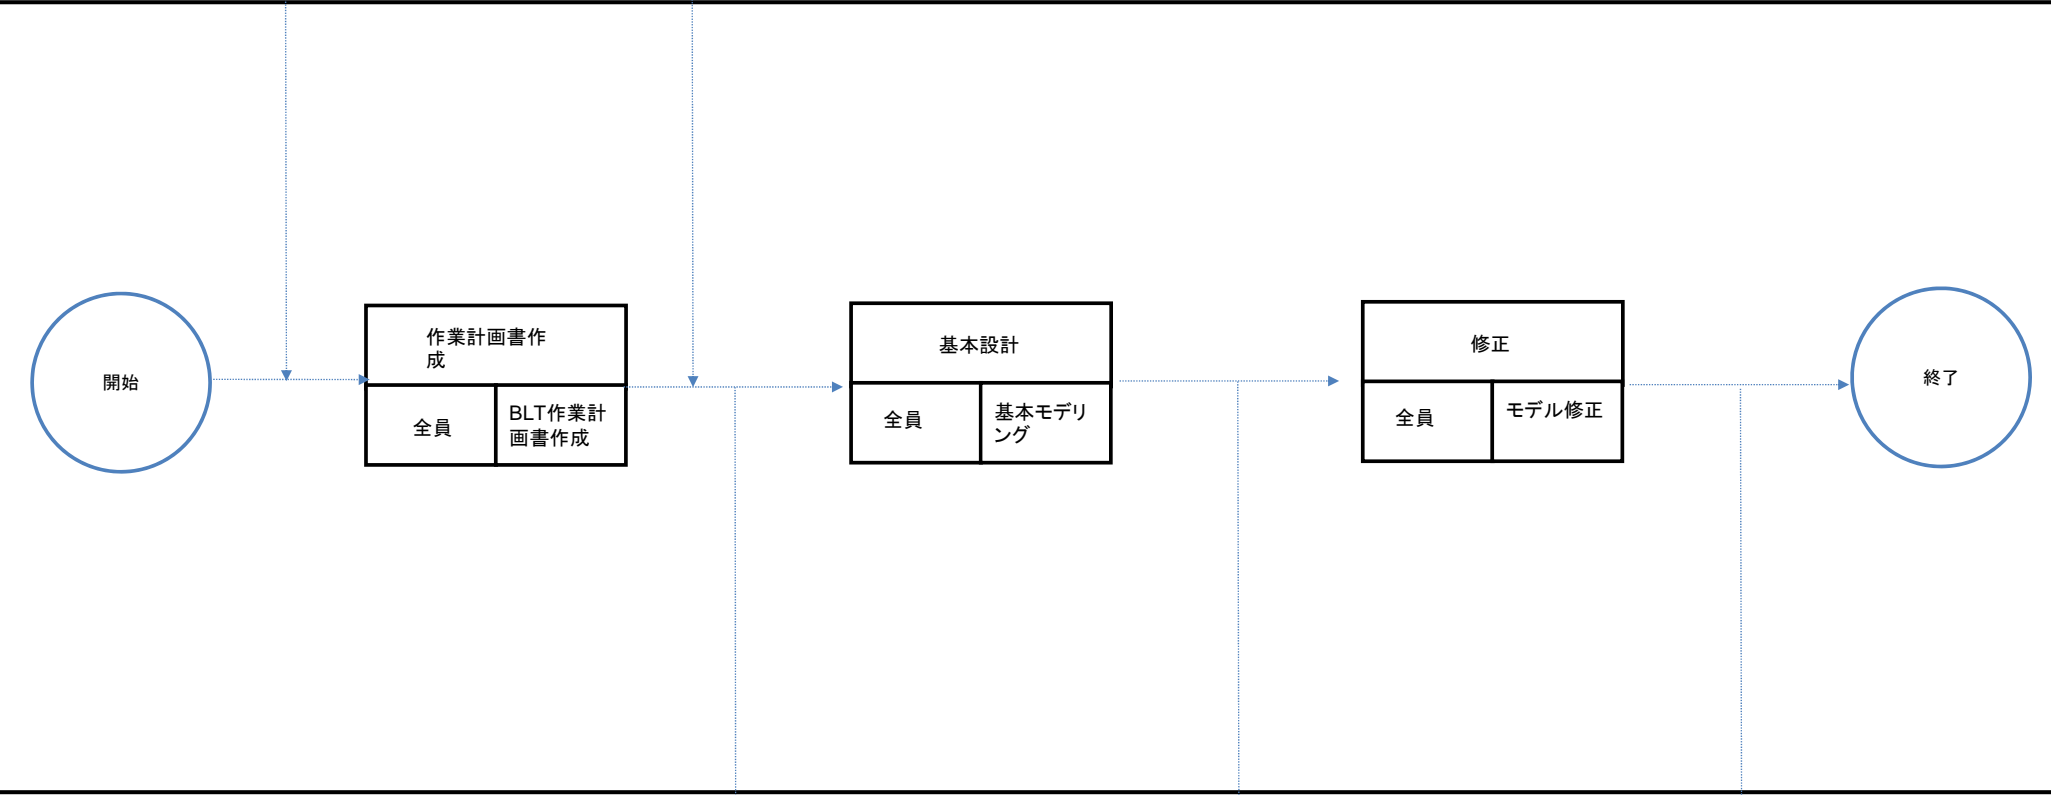 開始
作業計画書作
成
全員
BLT作業計
画書作成
基本設計
全員
基本モデリ
ング
修正
全員
モデル修正
終了